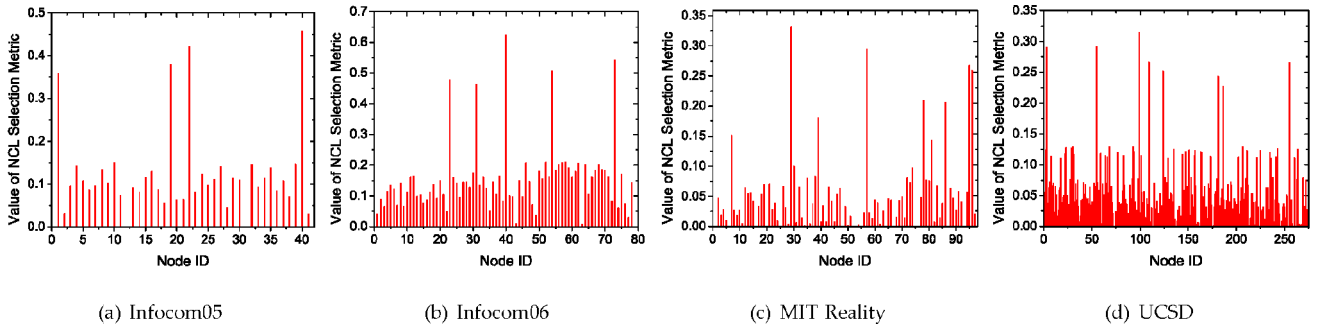 Value of NCL Selection Metric
0.5
0.4
0.3
0.2
0.1
0.0
0 5 10 15 20 25 30 35 40
Node ID
(a) Infocom05
Value of NCL Selection Metric
0.7
0.6
0.5
0.4
0.3
0.2
0.1
0.0
0 10 20 30 40 50 60 70 80
Node ID
(b) Infocom06
Value of NCL Selection Metric
0.35
0.30
0.25
0.20
0.15
0.10
0.05
0.00
0 10 20 30 40 50 60 70 80 90
Node ID
(c) MIT Reality
Value of NCL Selection Metric
0.35
0.30
0.25
0.20
0.15
0.10
0.05
0.00
0 50 100 150 200 250
Node ID
(d) UCSD